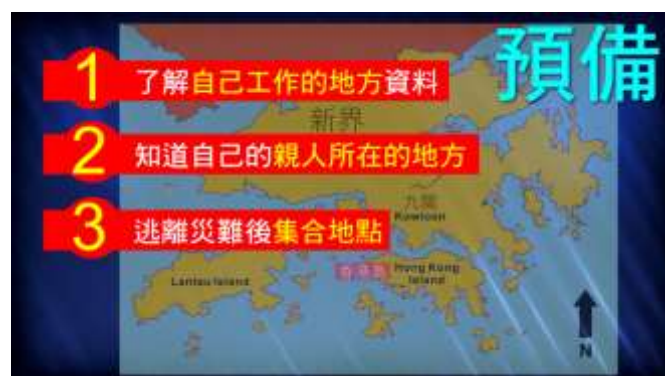 預備
1 了解自己工作的地方資料
新界
2 知道自己的親人所在的地方
九龍
Kowloon
3 逃離災難後集合地點
香港島
Hong Kong
Island
Lantau Island
N